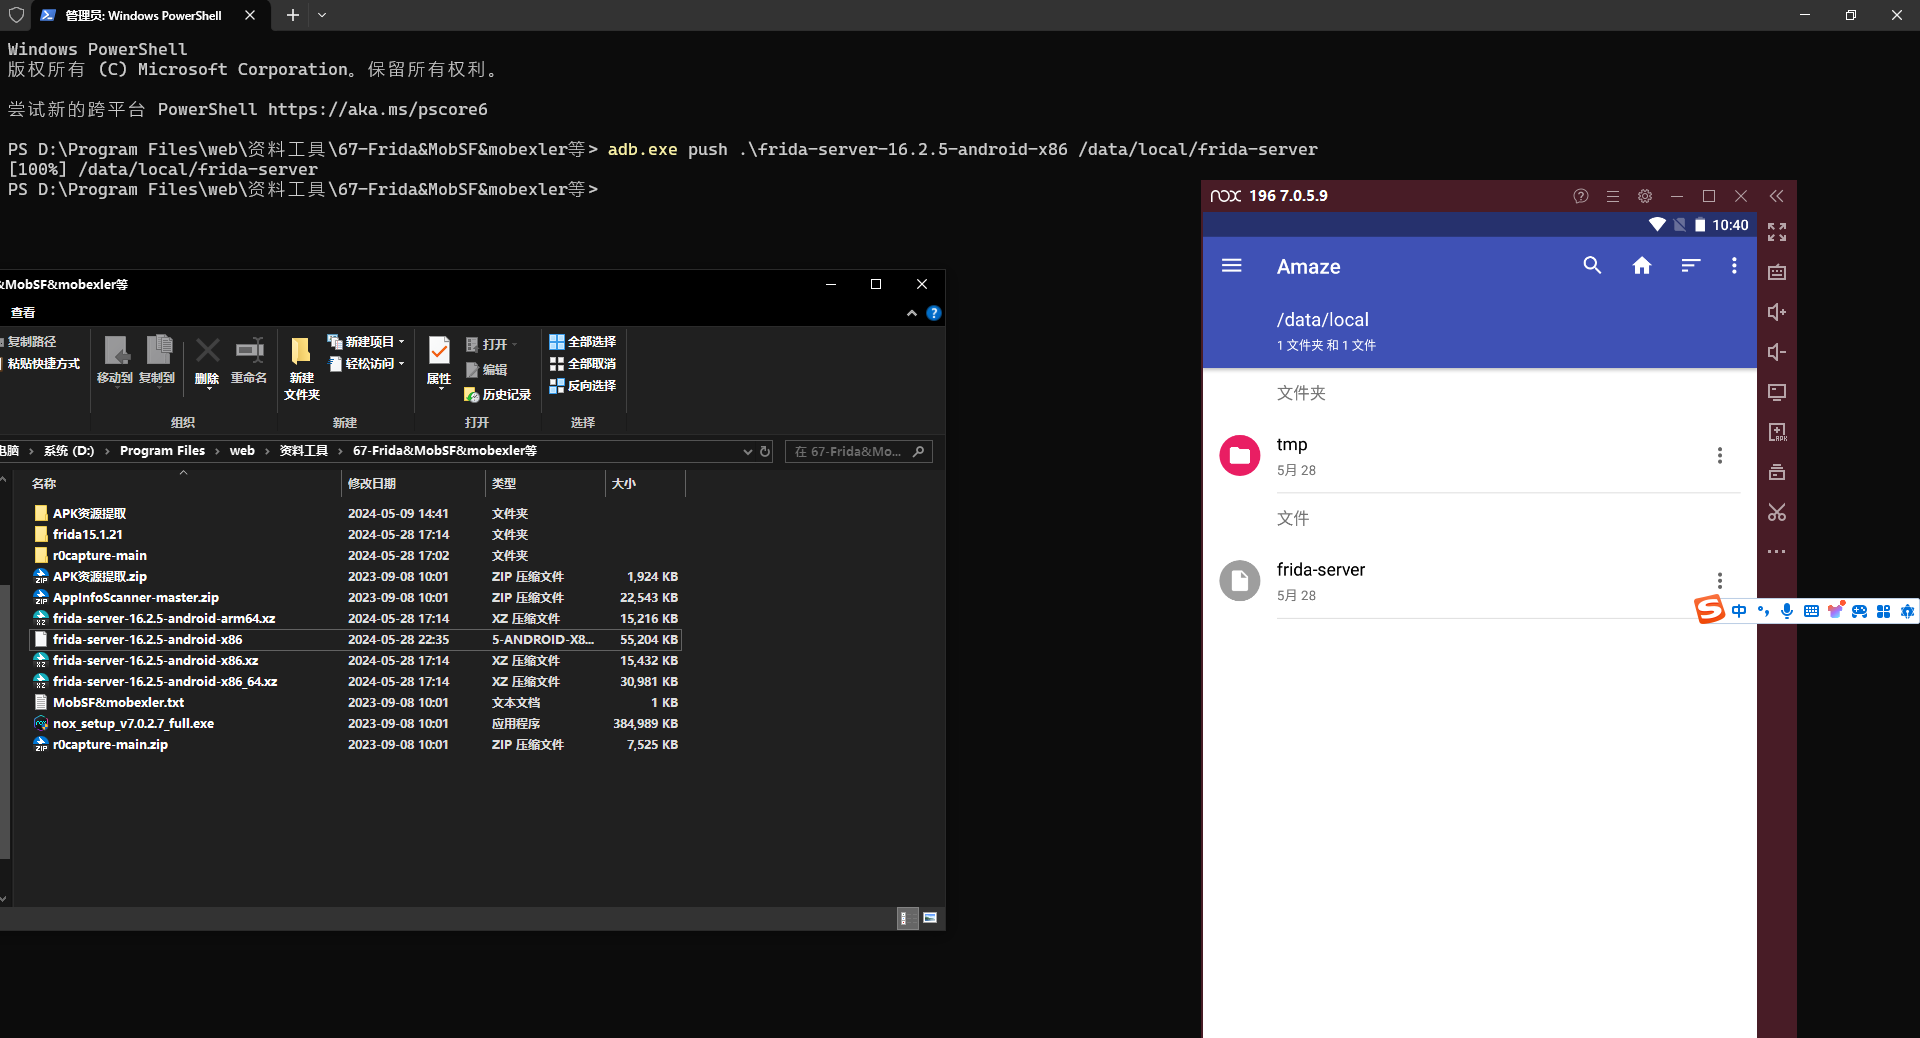 管理员: Windows PowerShell
Windows PowerShell
版权所有 (C) Microsoft Corporation。保留所有权利。
尝试新的跨平台 PowerShell https://aka.ms/pscore6
PS D:\Program Files\web\资料工具\67-Frida&MobSF&mobexler等> adb.exe push .\frida-server-16.2.5-android-x86 /data/local/frida-server
[100%] /data/local/frida-server
PS D:\Program Files\web\资料工具\67-Frida&MobSF&mobexler等>
&MobSF&mobexler等
查看
复制路径
粘贴快捷方式
移动到
复制到
删除
重命名
组织
新建
文件夹
新建项目
轻松访问
新建
属性
打开
编辑
历史记录
打开
全部选择
全部取消
反向选择
选择
电脑 › 系统 (D:) › Program Files › web › 资料工具 › 67-Frida&MobSF&mobexler等
在 67-Frida&Mo...
名称 修改日期 类型 大小
APK资源提取 2024-05-09 14:41 文件夹
frida15.1.21 2024-05-28 17:14 文件夹
r0capture-main 2024-05-28 17:02 文件夹
APK资源提取.zip 2023-09-08 10:01 ZIP 压缩文件 1,924 KB
AppInfoScanner-master.zip 2023-09-08 10:01 ZIP 压缩文件 22,543 KB
frida-server-16.2.5-android-arm64.xz 2024-05-28 17:14 XZ 压缩文件 15,216 KB
frida-server-16.2.5-android-x86 2024-05-28 22:35 5-ANDROID-X8... 55,204 KB
frida-server-16.2.5-android-x86.xz 2024-05-28 17:14 XZ 压缩文件 15,432 KB
frida-server-16.2.5-android-x86_64.xz 2024-05-28 17:14 XZ 压缩文件 30,981 KB
MobSF&mobexler.txt 2023-09-08 10:01 文本文档 1 KB
nox_setup_v7.0.2.7_full.exe 2023-09-08 10:01 应用程序 384,989 KB
r0capture-main.zip 2023-09-08 10:01 ZIP 压缩文件 7,525 KB
nox 196 7.0.5.9
10:40
Amaze
/data/local
1 文件夹 和 1 文件
文件夹
tmp
5月 28
文件
frida-server
5月 28
中